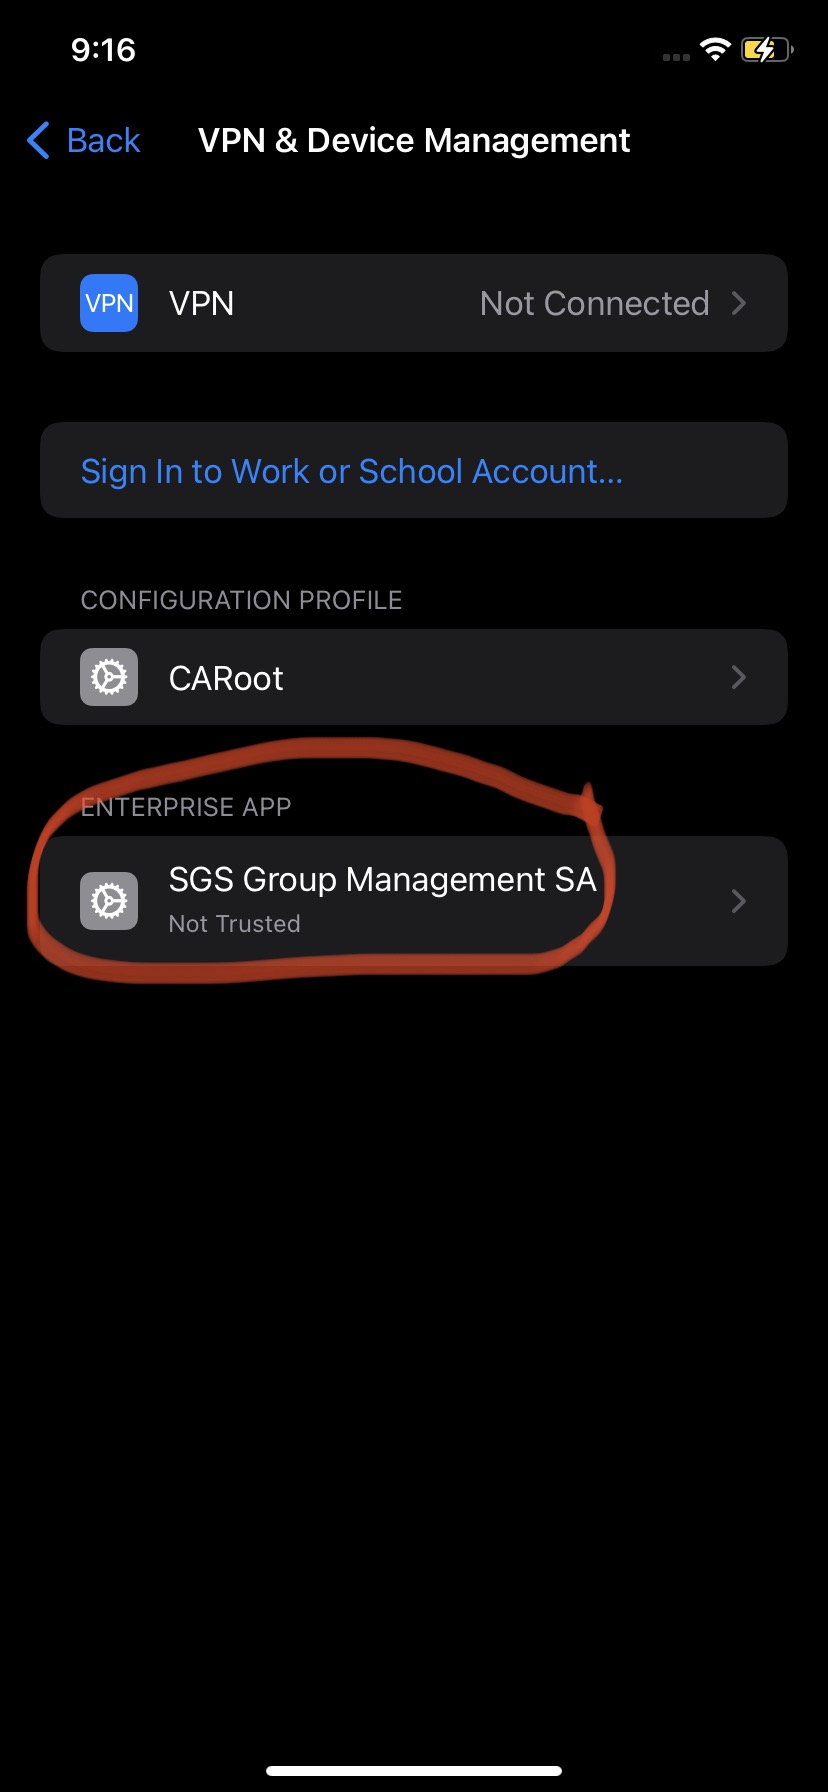 9:16
Back
VPN & Device Management
VPN
VPN
Not Connected
Sign In to Work or School Account...
CONFIGURATION PROFILE
CARoot
ENTERPRISE APP
SGS Group Management SA
Not Trusted